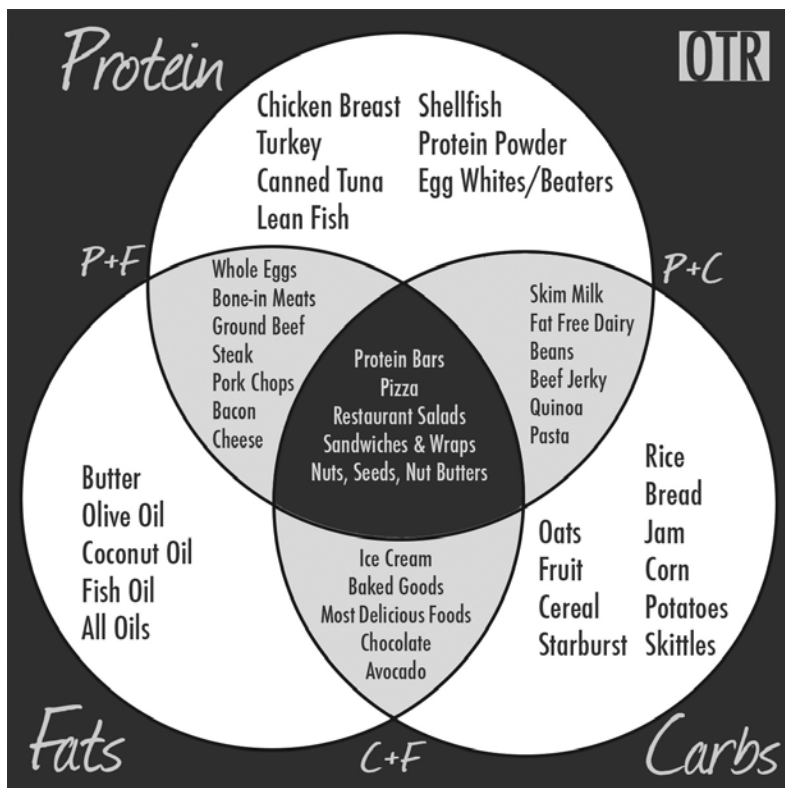 Protein
OTR
Chicken Breast
Turkey
Canned Tuna
Lean Fish
Shellfish
Protein Powder
Egg Whites/Beaters
P+F
P+C
Whole Eggs
Bone-in Meats
Ground Beef
Steak
Pork Chops
Bacon
Cheese
Protein Bars
Pizza
Restaurant Salads
Sandwiches & Wraps
Nuts, Seeds, Nut Butters
Skim Milk
Fat Free Dairy
Beans
Beef Jerky
Quinoa
Pasta
Butter
Olive Oil
Coconut Oil
Fish Oil
All Oils
Ice Cream
Baked Goods
Most Delicious Foods
Chocolate
Avocado
Oats
Fruit
Cereal
Starburst
Rice
Bread
Jam
Corn
Potatoes
Skittles
Fats
C+F
Carbs